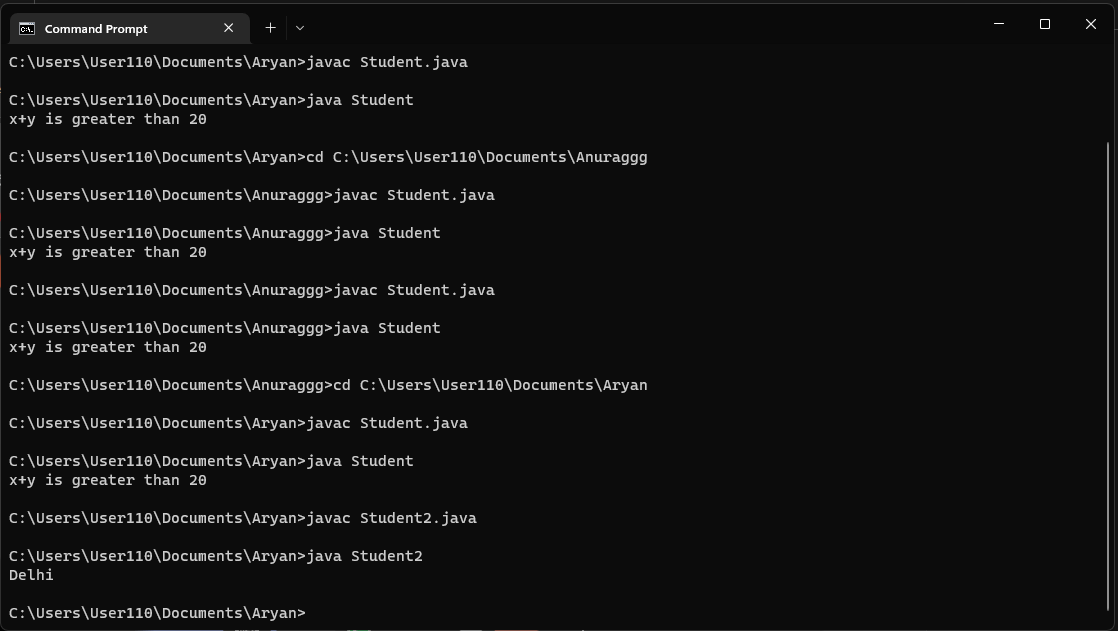 Command Prompt
C:\Users\User110\Documents\Aryan>javac Student.java
C:\Users\User110\Documents\Aryan>java Student
x+y is greater than 20
C:\Users\User110\Documents\Aryan>cd C:\Users\User110\Documents\Anuraggg
C:\Users\User110\Documents\Anuraggg>javac Student.java
C:\Users\User110\Documents\Anuraggg>java Student
x+y is greater than 20
C:\Users\User110\Documents\Anuraggg>javac Student.java
C:\Users\User110\Documents\Anuraggg>java Student
x+y is greater than 20
C:\Users\User110\Documents\Anuraggg>cd C:\Users\User110\Documents\Aryan
C:\Users\User110\Documents\Aryan>javac Student.java
C:\Users\User110\Documents\Aryan>java Student
x+y is greater than 20
C:\Users\User110\Documents\Aryan>javac Student2.java
C:\Users\User110\Documents\Aryan>java Student2
Delhi
C:\Users\User110\Documents\Aryan>